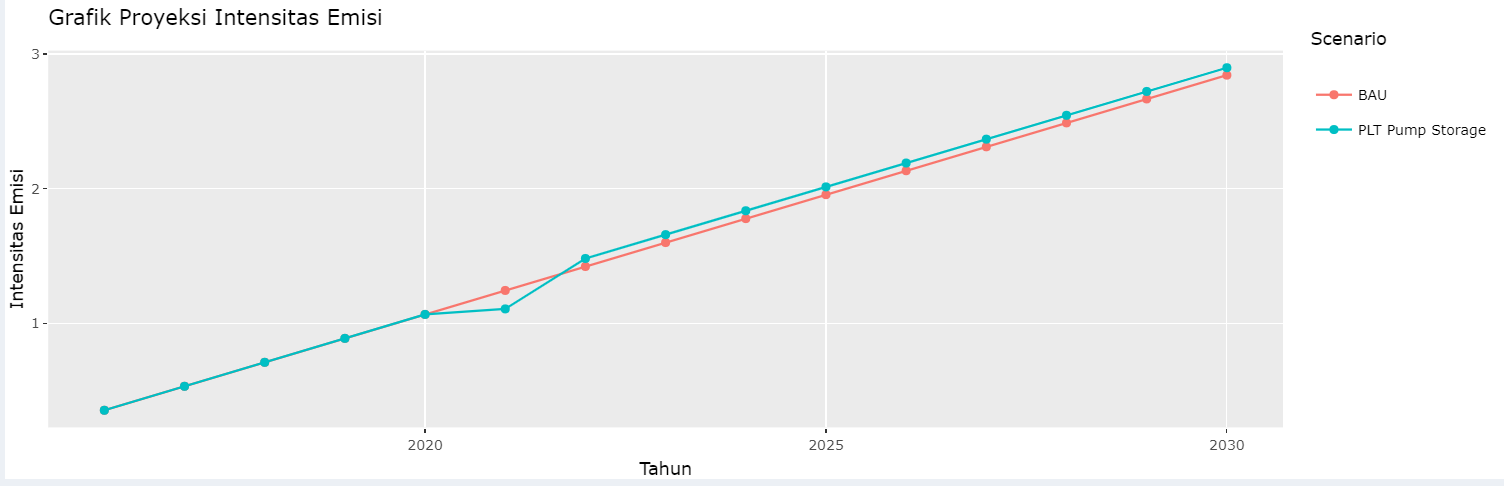 Grafik Proyeksi Intensitas Emisi
3
2
1
Intensitas Emisi
2020
2025
2030
Tahun
Scenario
BAU
PLT Pump Storage